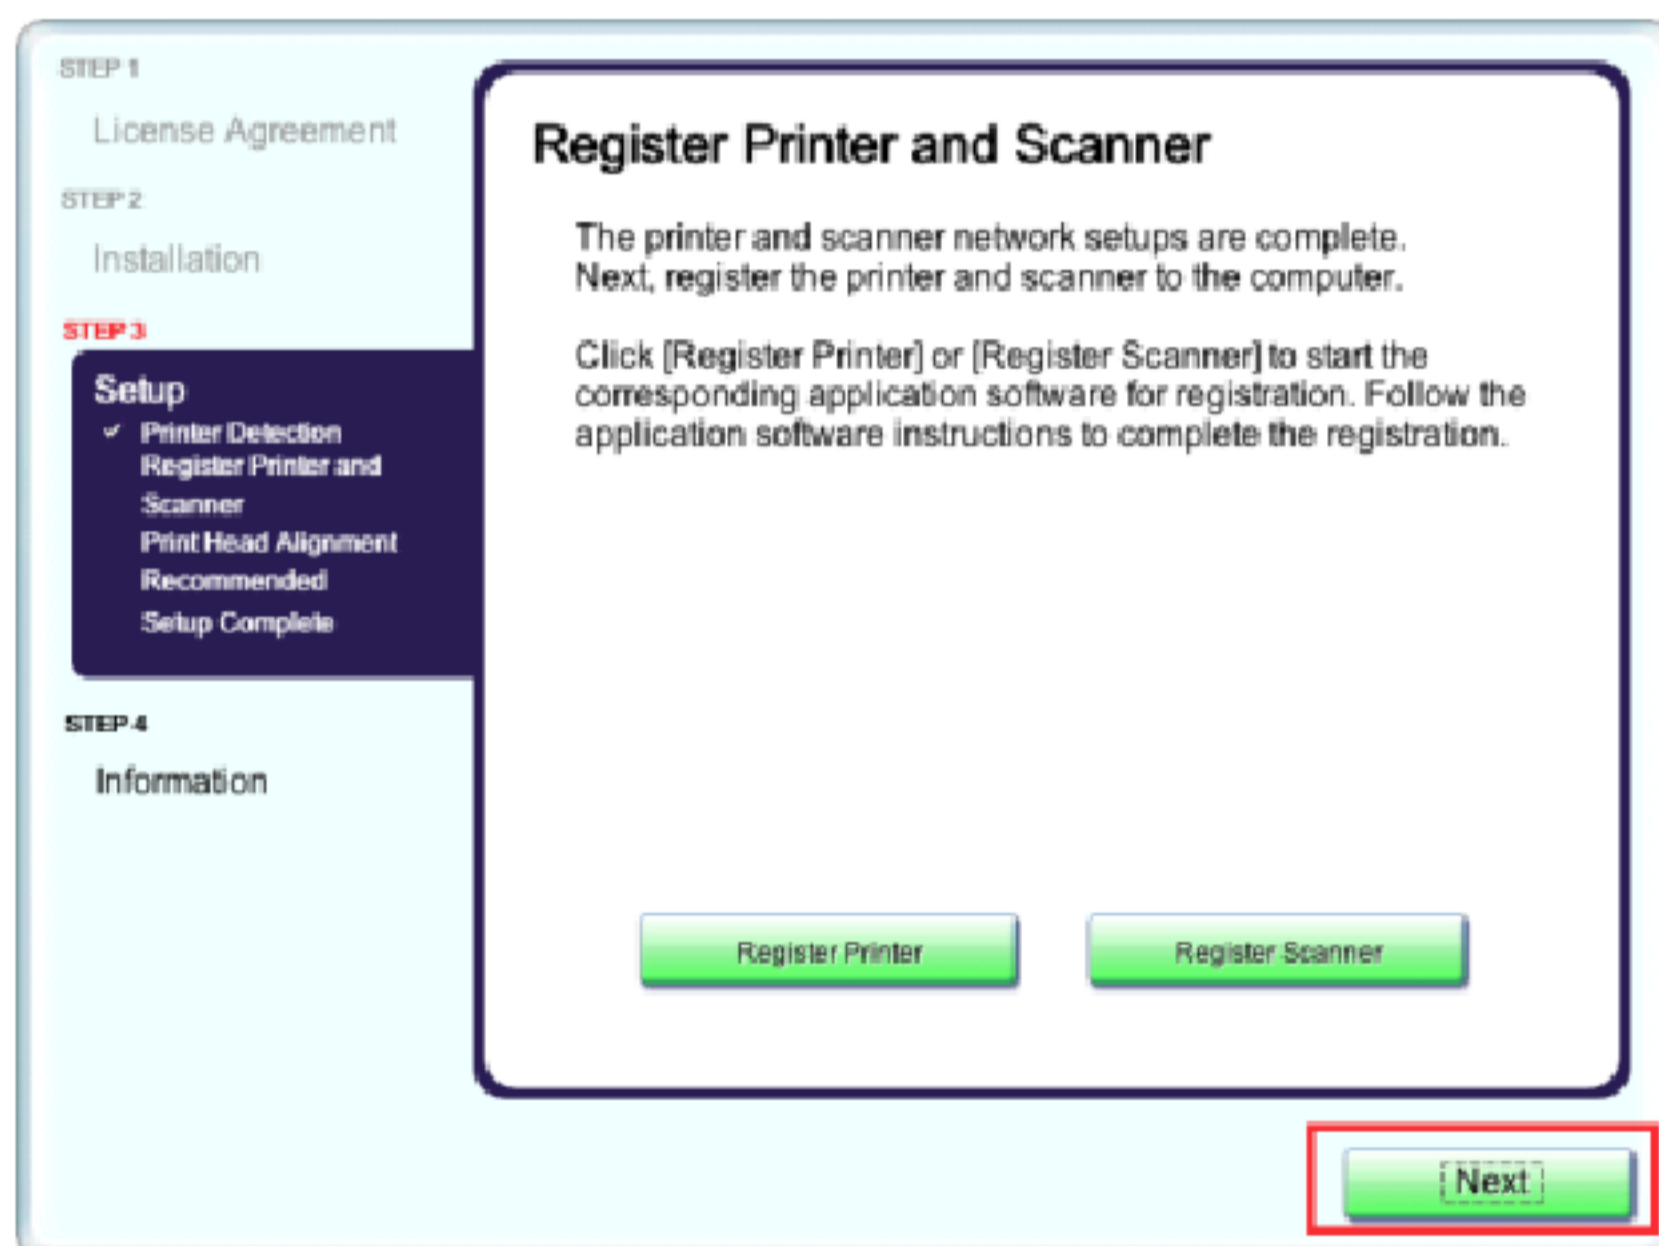 STEP 1
License Agreement
STEP 2
Installation
STEP 3
Setup
✓ Printer Detection
Register Printer and
Scanner
Print Head Alignment
Recommended
Setup Complete
STEP 4
Information
Register Printer and Scanner
The printer and scanner network setups are complete.
Next, register the printer and scanner to the computer.
Click [Register Printer] or [Register Scanner] to start the
corresponding application software for registration. Follow the
application software instructions to complete the registration.
Register Printer
Register Scanner
Next